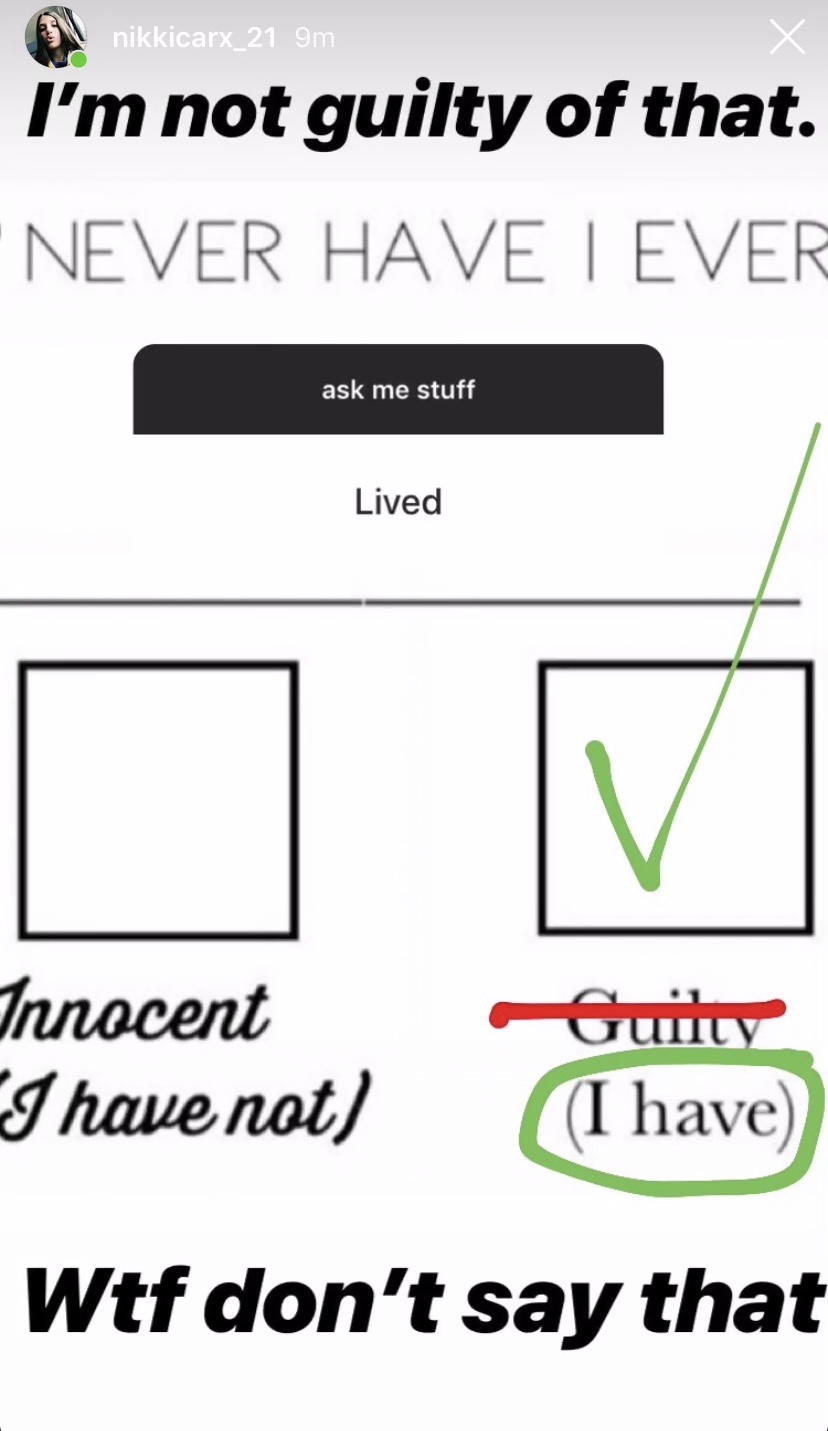 nikkicarx_21 9m
I'm not guilty of that.
NEVER HAVE I EVER
ask me stuff
Lived
Innocent
Guilty
(I have not)
(I have)
Wtf don't say that